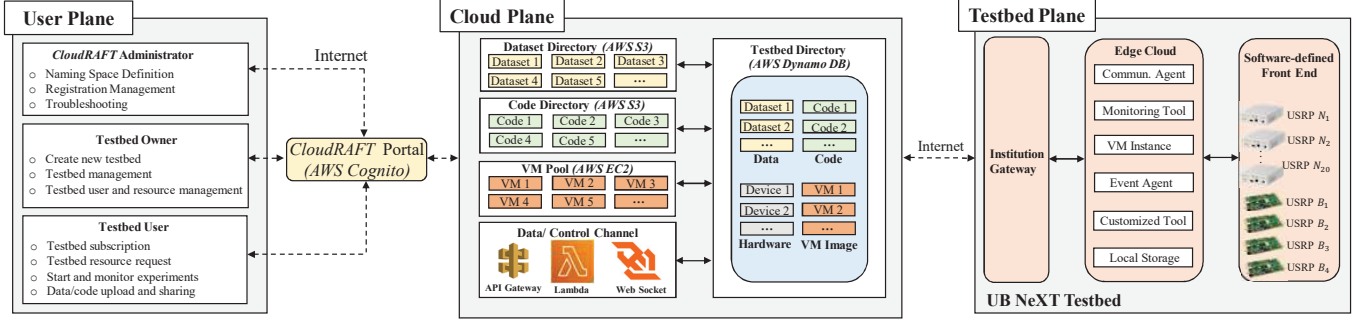 User Plane
CloudRAFT Administrator
○ Naming Space Definition
○ Registration Management
○ Troubleshooting
Testbed Owner
○ Create new testbed
○ Testbed management
○ Testbed user and resource management
Testbed User
○ Testbed subscription
○ Testbed resource request
○ Start and monitor experiments
○ Data/code upload and sharing
Internet
CloudRAFT Portal
(AWS Cognito)
Cloud Plane
Dataset Directory (AWS S3)
Dataset 1 Dataset 2 Dataset 3
Dataset 4 Dataset 5 ...
Code Directory (AWS S3)
Code 1 Code 2 Code 3
Code 4 Code 5 ...
VM Pool (AWS EC2)
VM 1 VM 2 VM 3
VM 4 VM 5 ...
Data/ Control Channel
API Gateway Lambda Web Socket
Testbed Directory
(AWS Dynamo DB)
Dataset 1 Code 1
Dataset 2 Code 2
... ...
Data Code
Device 1 VM 1
Device 2 VM 2
... ...
Hardware VM Image
Internet
Testbed Plane
Institution
Gateway
Edge Cloud
Commun. Agent
Monitoring Tool
VM Instance
Event Agent
Customized Tool
Local Storage
Software-defined
Front End
USRP N1
USRP N2
USRP N20
USRP B1
USRP B2
USRP B3
USRP B4
UB NeXT Testbed